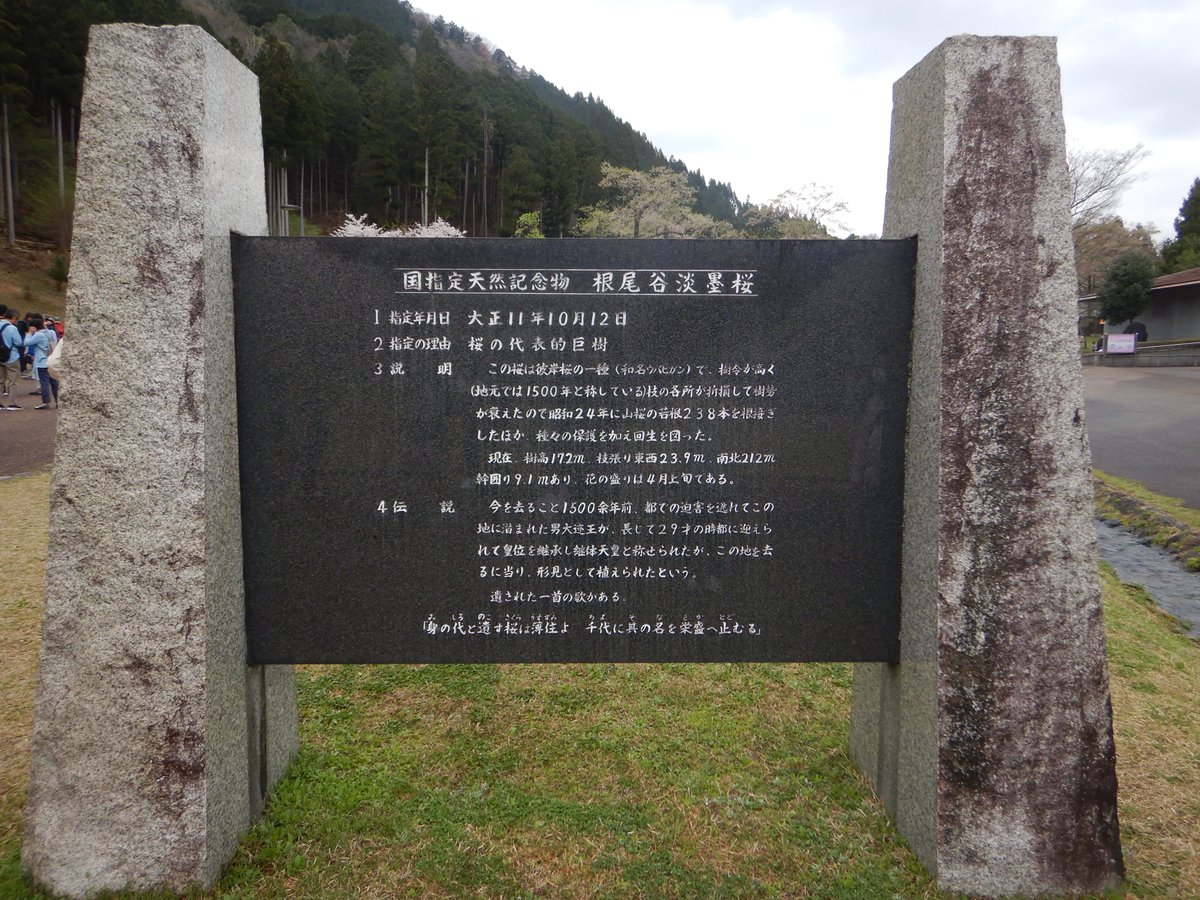 国指定天然記念物 根尾谷淡墨桜
1 指定年月日 大正11年10月12日
2 指定の理由 桜の代表的巨樹
3 説 明 この桜は彼岸桜の一種(和名ウバヒガン)で、樹令が高く
(地元では1500年と称している)枝の各所が折損して樹勢
が衰えたので昭和24年に山桜の若根238本を根接ぎ
したほか、種々の保護を加え回生を図った。
現在、樹高17.2m、枝張り東西23.9m、南北21.2m
幹囲り9.1mあり、花の盛りは4月上旬である。
4 伝 説 今を去ること1500余年前、都での迫害を逃れてこの
地に潜まれた男大迹王が、長じて29才の時都に迎えら
れて皇位を継承し継体天皇と称せられたが、この地を去
るに当り、形見として植えられたという。
遺された一首の歌がある。
「身の代と遺す桜は薄住よ 千代に其の名を栄盛へ止むる」